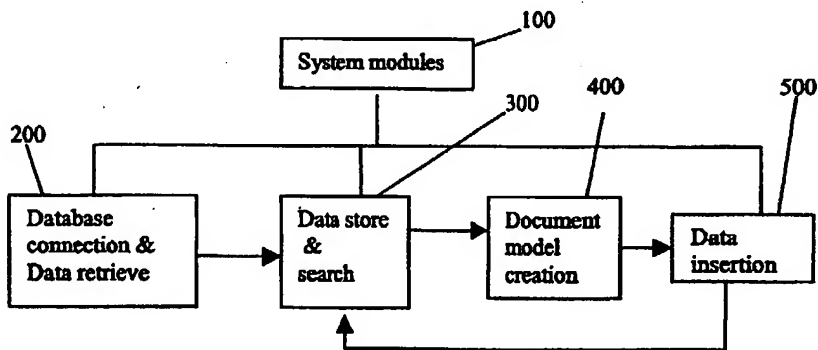 100
System modules
200
300
400
500
Database
connection &
Data retrieve
Data store
&
search
Document
model
creation
Data
insertion